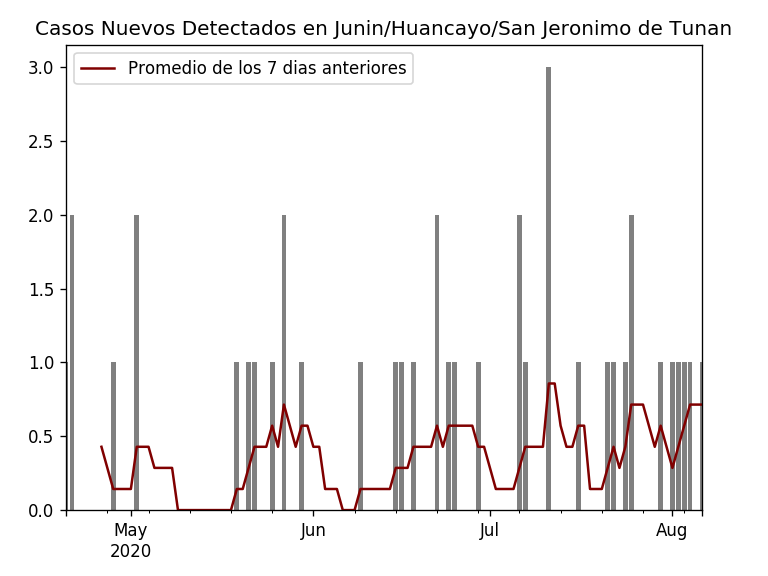 Casos Nuevos Detectados en Junin/Huancayo/San Jeronimo de Tunan
Promedio de los 7 dias anteriores
3.0
2.5
2.0
1.5
1.0
0.5
0.0
May
2020
Jun
Jul
Aug